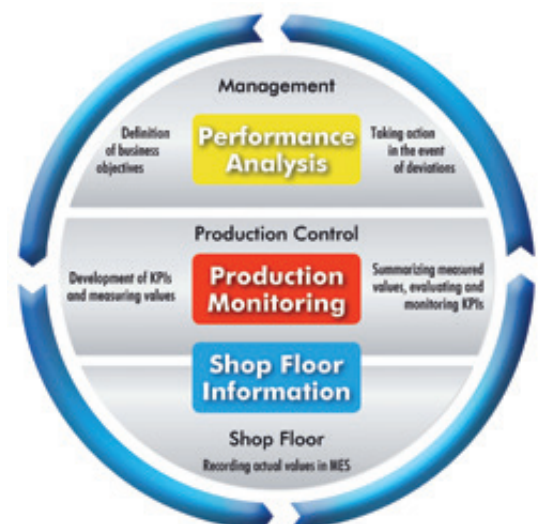 Management
Definition
of business
objectives
Performance
Analysis
Taking action
in the event
of deviations
Production Control
Development of KPIs
and measuring values
Production
Monitoring
Summarizing measured
values, evaluating and
monitoring KPIs
Shop Floor
Information
Shop Floor
Recording actual values in MES